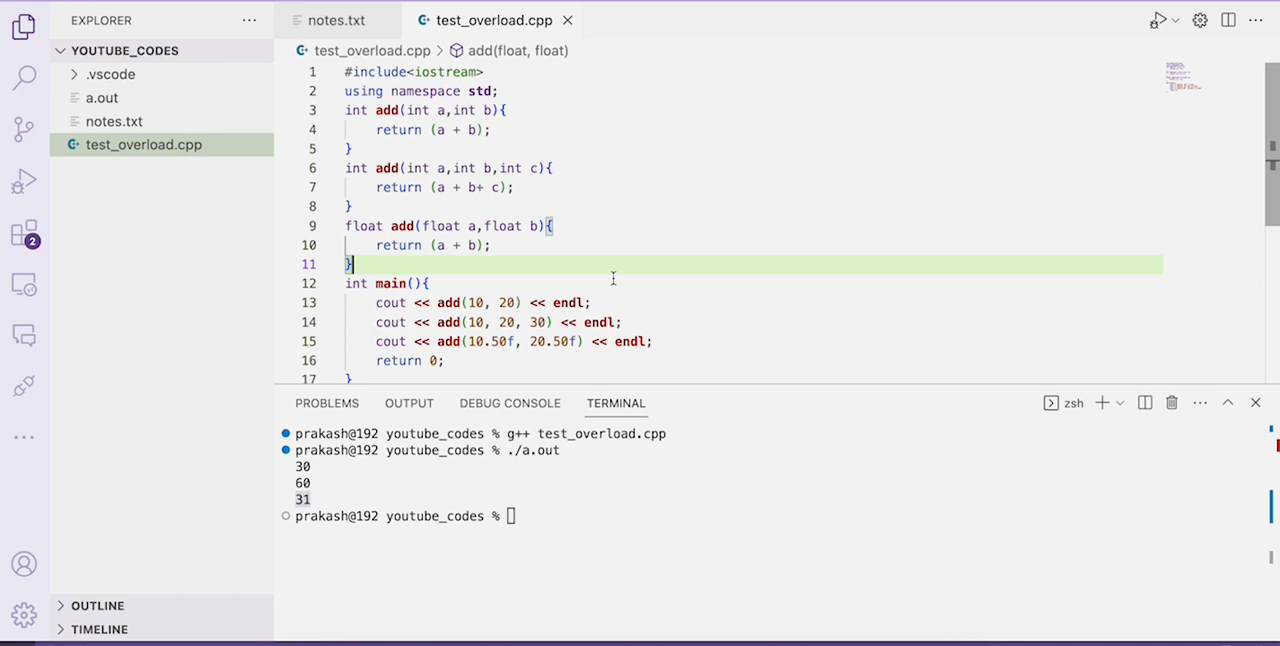 EXPLORER
YOUTUBE_CODES
.vscode
a.out
notes.txt
test_overload.cpp
2
OUTLINE
TIMELINE
notes.txt
test_overload.cpp
test_overload.cpp > add(float, float)
1 #include<iostream>
2 using namespace std;
3 int add(int a,int b){
4 return (a + b);
5 }
6 int add(int a,int b,int c){
7 return (a + b+ c);
8 }
9 float add(float a,float b){
10 return (a + b);
11 }
12 int main(){
13 cout << add(10, 20) << endl;
14 cout << add(10, 20, 30) << endl;
15 cout << add(10.50f, 20.50f) << endl;
16 return 0;
17 }
PROBLEMS OUTPUT DEBUG CONSOLE TERMINAL zsh
prakash@192 youtube_codes % g++ test_overload.cpp
prakash@192 youtube_codes % ./a.out
30
60
31
prakash@192 youtube_codes %